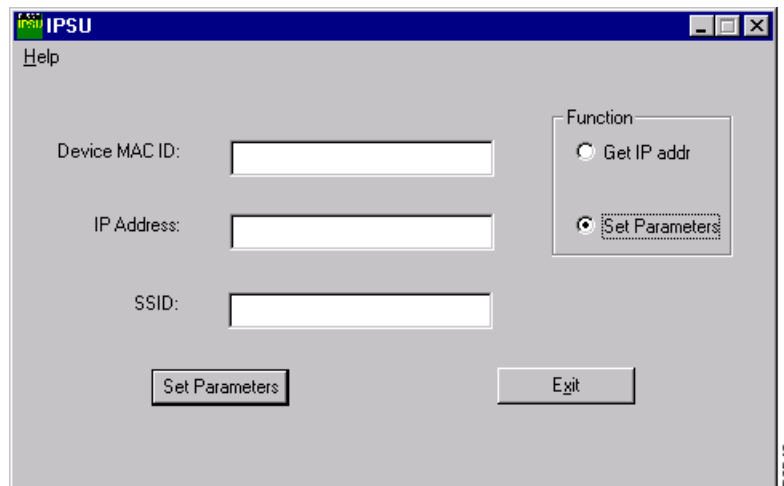 IPSU
Help
Function
Device MAC ID:
Get IP addr
IP Address:
Set Parameters
SSID:
Set Parameters
Exit